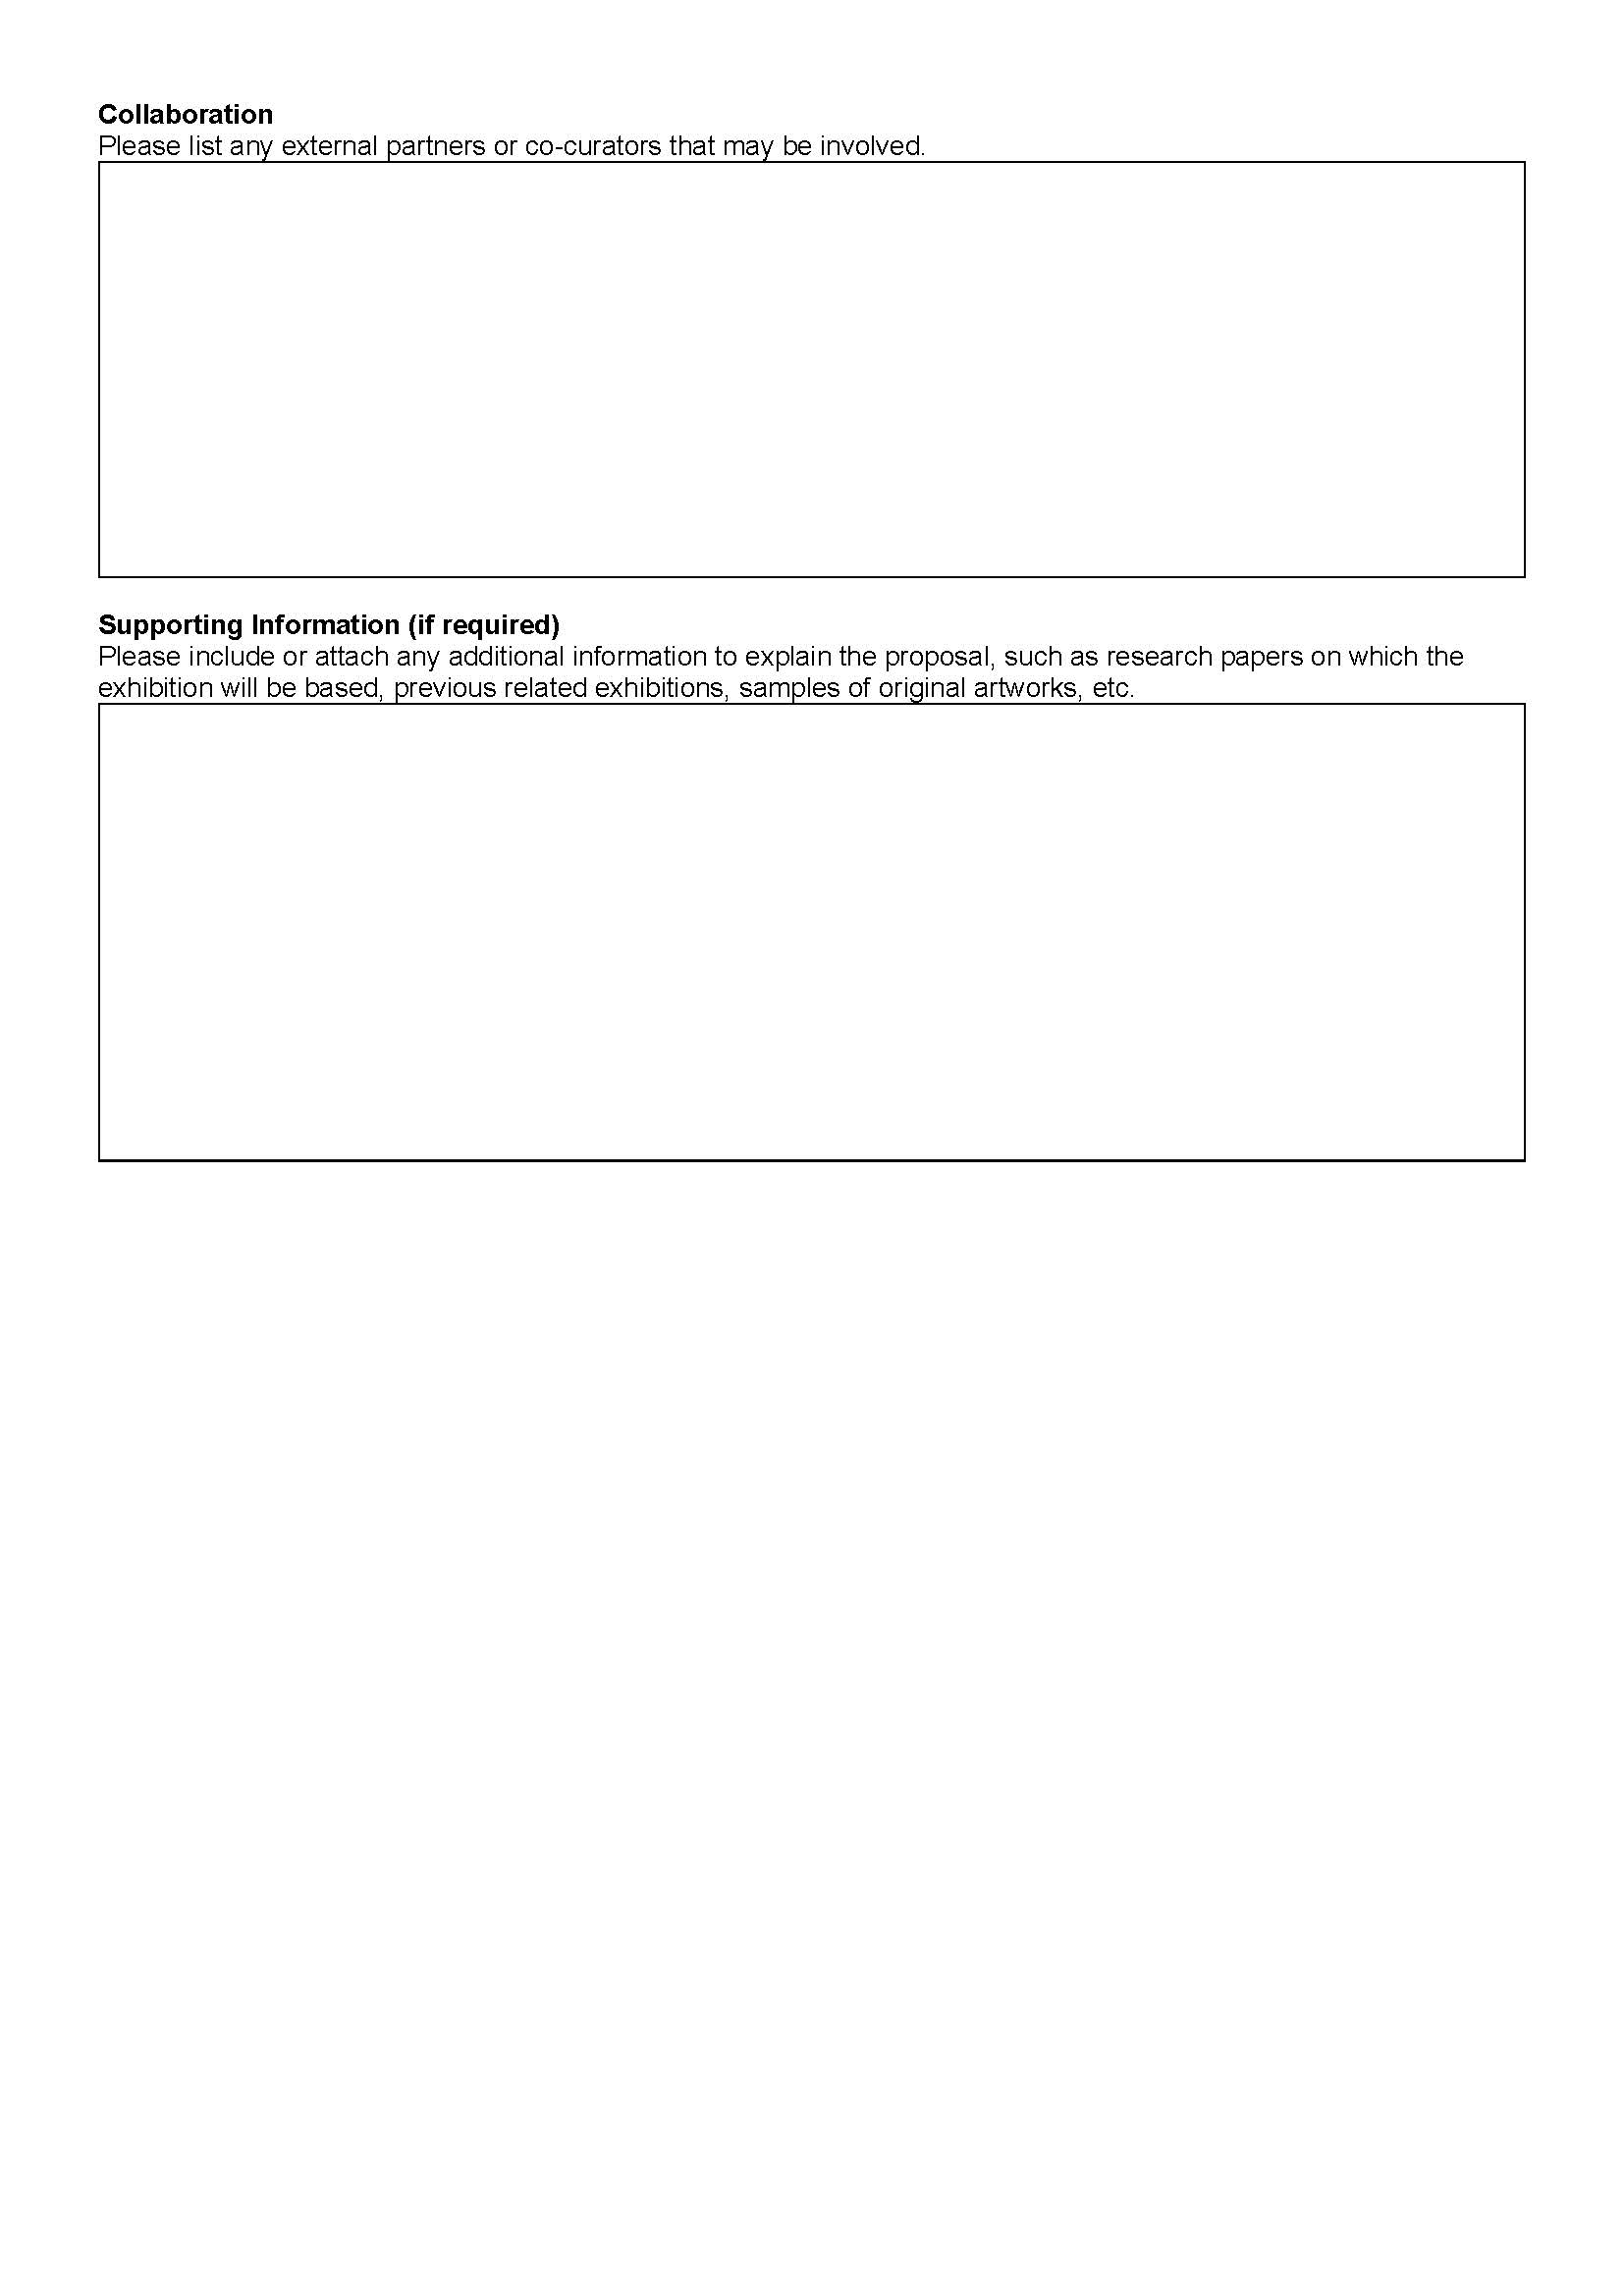 Collaboration
Please list any external partners or co-curators that may be involved.
Supporting Information (if required)
Please include or attach any additional information to explain the proposal, such as research papers on which the
exhibition will be based, previous related exhibitions, samples of original artworks, etc.